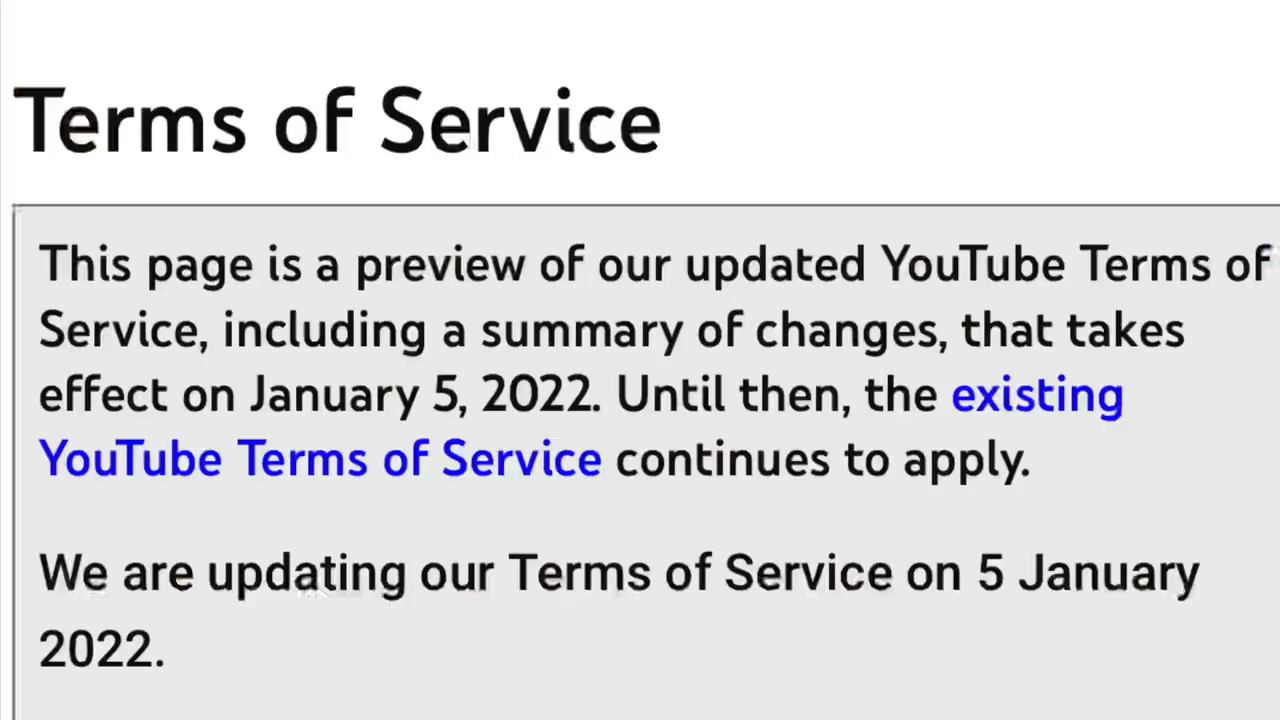 Terms of Service
This page is a preview of our updated YouTube Terms of
Service, including a summary of changes, that takes
effect on January 5, 2022. Until then, the existing
YouTube Terms of Service continues to apply.
We are updating our Terms of Service on 5 January
2022.